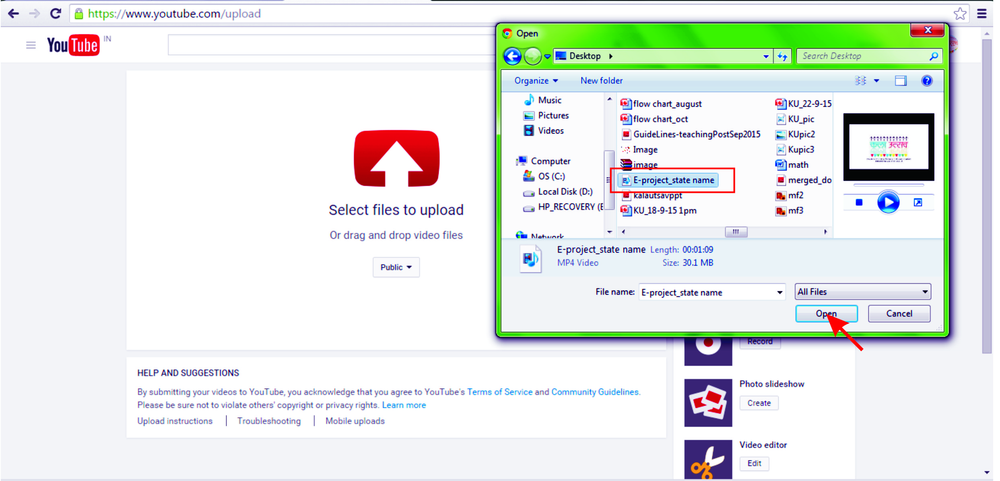 https://www.youtube.com/upload
YouTube IN
Select files to upload
Or drag and drop video files
Public
HELP AND SUGGESTIONS
By submitting your videos to YouTube, you acknowledge that you agree to YouTube's Terms of Service and Community Guidelines.
Please be sure not to violate others' copyright or privacy rights. Learn more
Upload instructions | Troubleshooting | Mobile uploads
Open
Desktop
Search Desktop
Organize
New folder
Music
Pictures
Videos
Computer
OS (C:)
Local Disk (D:)
HP_RECOVERY (E
Network
flow chart_august
flow chart_oct
GuideLines-teachingPostSep2015
Image
image
E-project_state name
kalautsavppt
KU_18-9-15 1pm
KU_22-9-15
KU_pic
KUpic2
Kupic3
math
merged_do
mf2
mf3
कला उत्सव
E-project_state name Length: 00:01:09
MP4 Video Size: 30.1 MB
File name: E-project_state name
All Files
Open
Cancel
Record
Photo slideshow
Create
Video editor
Edit